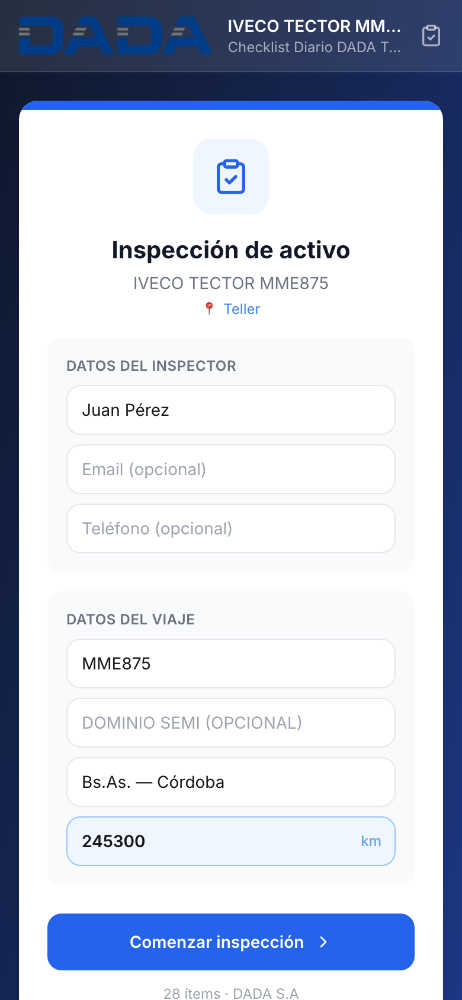 DADA
IVECO TECTOR MM...
Checklist Diario DADA T...
Inspección de activo
IVECO TECTOR MME875
Teller
DATOS DEL INSPECTOR
Juan Pérez
Email (opcional)
Teléfono (opcional)
DATOS DEL VIAJE
MME875
DOMINIO SEMI (OPCIONAL)
Bs.As. — Córdoba
245300 km
Comenzar inspección
28 ítems · DADA S.A